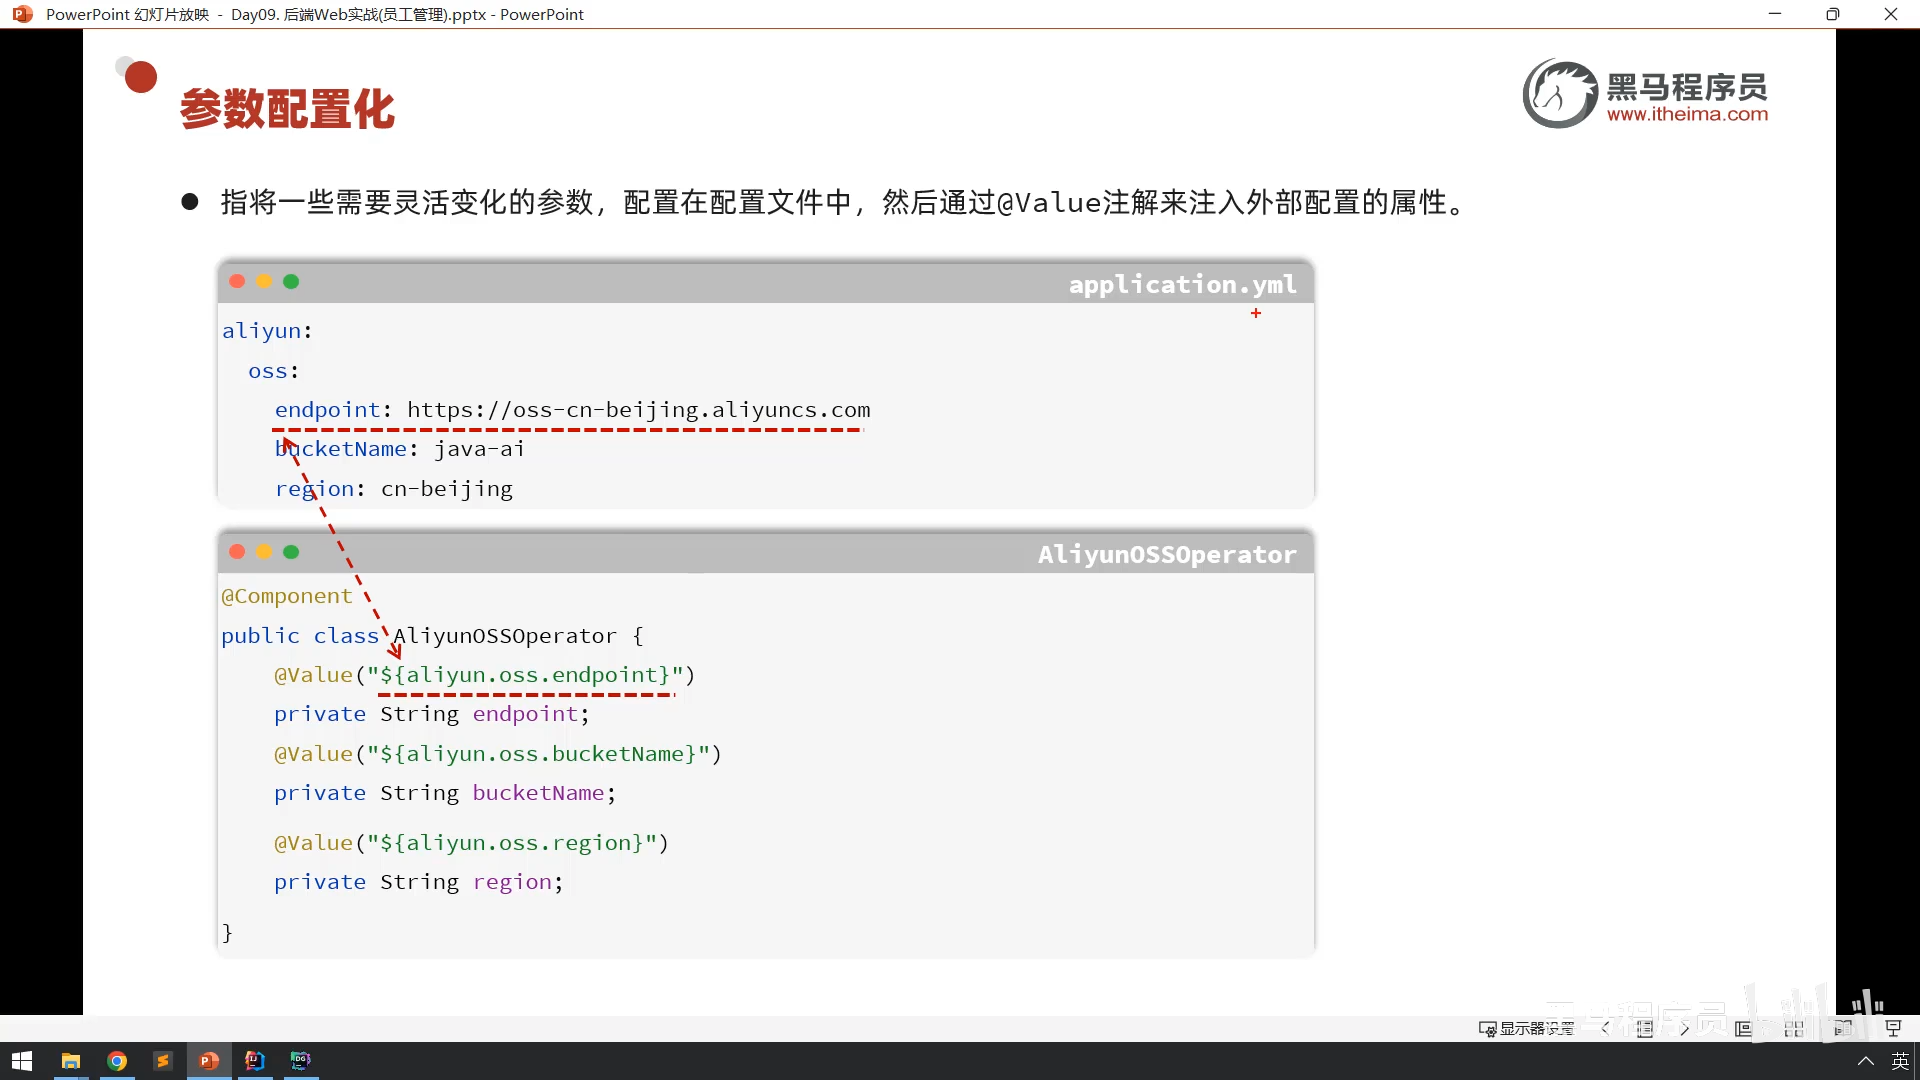 PowerPoint 幻灯片放映 - Day09. 后端Web实战(员工管理).pptx - PowerPoint
参数配置化
黑马程序员
www.itheima.com
指将一些需要灵活变化的参数，配置在配置文件中，然后通过@Value注解来注入外部配置的属性。
application.yml
aliyun:
oss:
endpoint: https://oss-cn-beijing.aliyuncs.com
bucketName: java-ai
region: cn-beijing
AliyunOSSOperator
@Component
public class AliyunOSSOperator {
@Value("${aliyun.oss.endpoint}")
private String endpoint;
@Value("${aliyun.oss.bucketName}")
private String bucketName;
@Value("${aliyun.oss.region}")
private String region;
}
黑马程序员
显示器设置
英